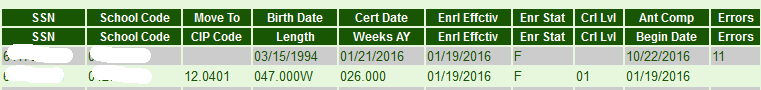 SSN School Code Move To Birth Date Cert Date Enrl Effctiv Enr Stat Crl Lvl Ant Comp Errors
SSN School Code CIP Code Length Weeks AY Enrl Effctiv Enr Stat Crl Lvl Begin Date Errors
03/15/1994 01/21/2016 01/19/2016 F 10/22/2016 11
12.0401 047.000W 026.000 01/19/2016 F 01 01/19/2016